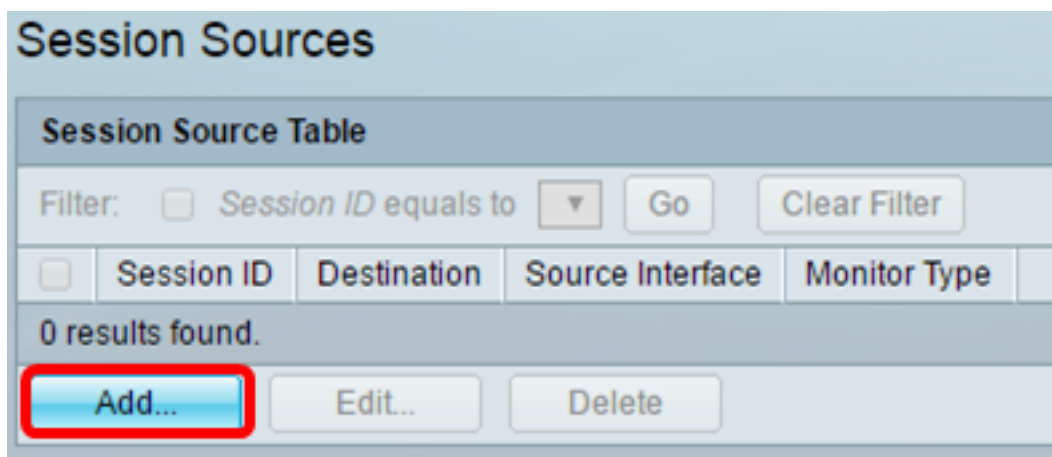 Session Sources
Session Source Table
Filter: Session ID equals to Go Clear Filter
Session ID Destination Source Interface Monitor Type
0 results found.
Add... Edit... Delete